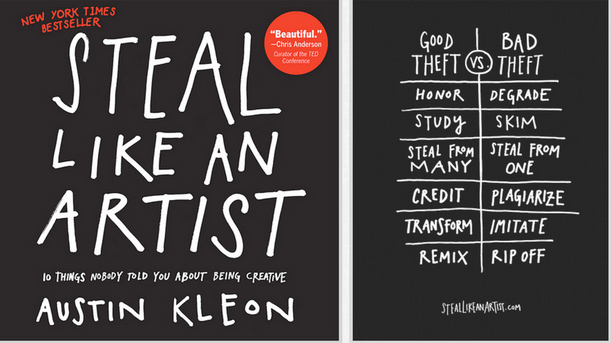 NEW YORK TIMES
BESTSELLER
"Beautiful."
—Chris Anderson
Curator of the TED
Conference
STEAL
LIKE AN
ARTIST
10 THINGS NOBODY TOLD YOU ABOUT BEING CREATIVE
AUSTIN KLEON
GOOD THEFT VS. BAD THEFT
HONOR DEGRADE
STUDY SKIM
STEAL FROM MANY STEAL FROM ONE
CREDIT PLAGIARIZE
TRANSFORM IMITATE
REMIX RIP OFF
STEALLIKEANARTIST.COM